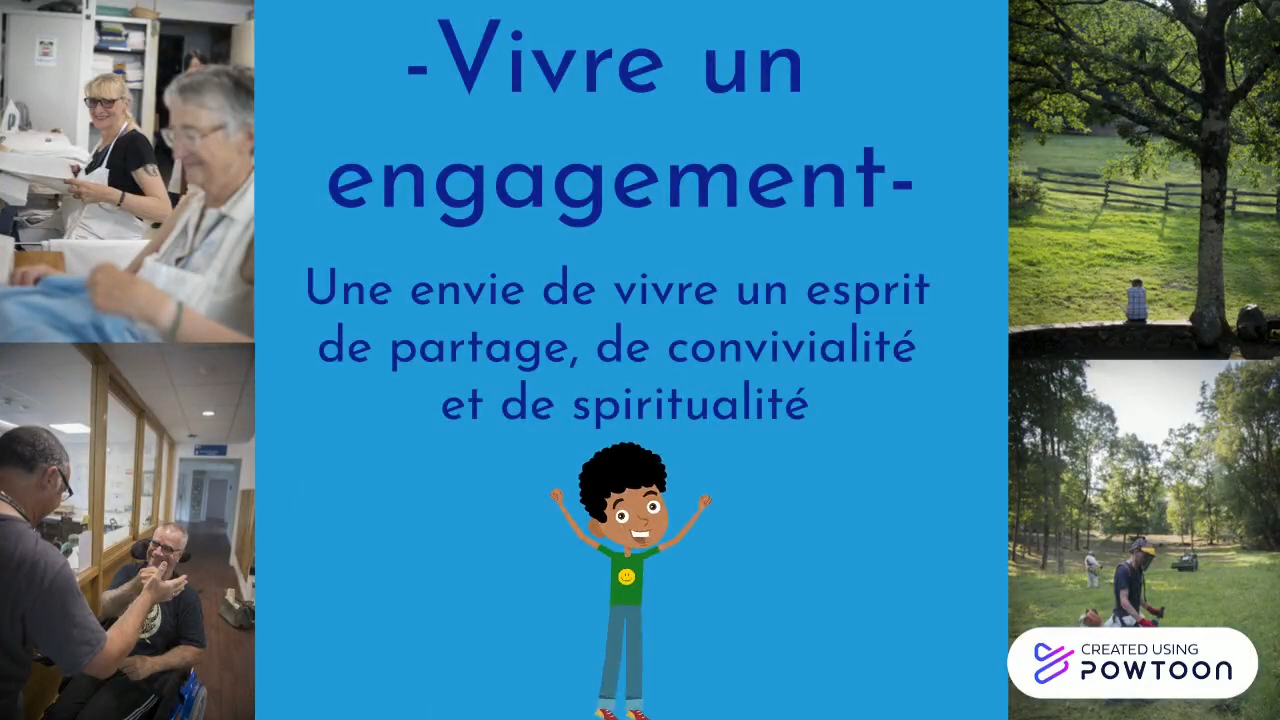 -Vivre un
engagement-
Une envie de vivre un esprit
de partage, de convivialité
et de spiritualité
CREATED USING
POWTOON